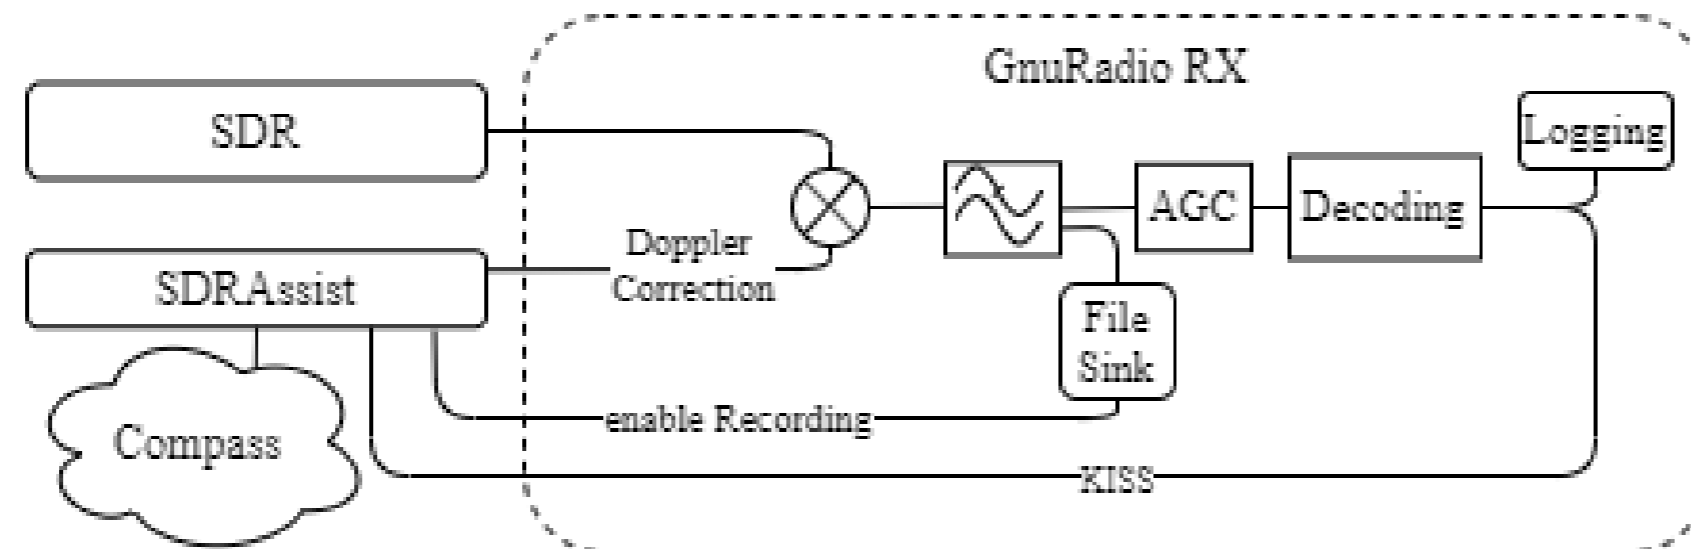 GnuRadio RX
SDR
Logging
AGC
Decoding
Doppler
Correction
SDRAssist
File
Sink
enable Recording
Compass
KISS